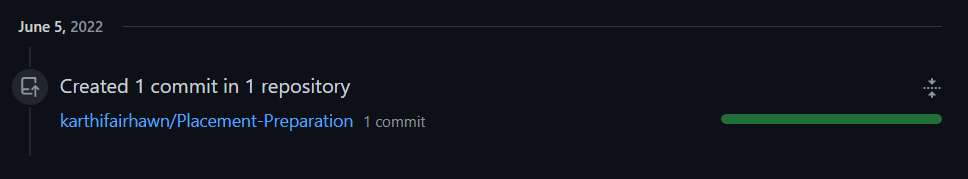 June 5, 2022
Created 1 commit in 1 repository
karthifairhawn/Placement-Preparation 1 commit